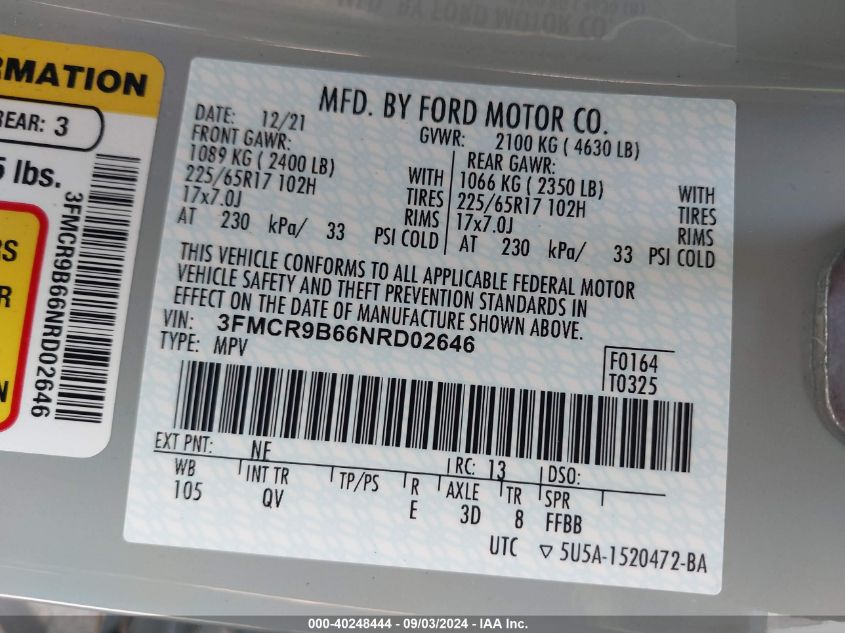 RMATION
REAR: 3
5 lbs.
3FMCR9B66NRD02646
RS
R
N
MFD. BY FORD MOTOR CO.
DATE: 12/21 GVWR: 2100 KG ( 4630 LB)
FRONT GAWR: REAR GAWR:
1089 KG ( 2400 LB) WITH 1066 KG ( 2350 LB) WITH
225/65R17 102H TIRES 225/65R17 102H TIRES
17x7.0J RIMS 17x7.0J RIMS
AT 230 kPa/ 33 PSI COLD AT 230 kPa/ 33 PSI COLD
THIS VEHICLE CONFORMS TO ALL APPLICABLE FEDERAL MOTOR
VEHICLE SAFETY AND THEFT PREVENTION STANDARDS IN
EFFECT ON THE DATE OF MANUFACTURE SHOWN ABOVE.
VIN: 3FMCR9B66NRD02646
TYPE: MPV
F0164
T0325
EXT PNT: NF RC: 13 DSO:
WB INT TR TP/PS R AXLE TR SPR
105 QV E 3D 8 FFBB
UTC ▽ 5U5A-1520472-BA
000-40248444 - 09/03/2024 - IAA Inc.